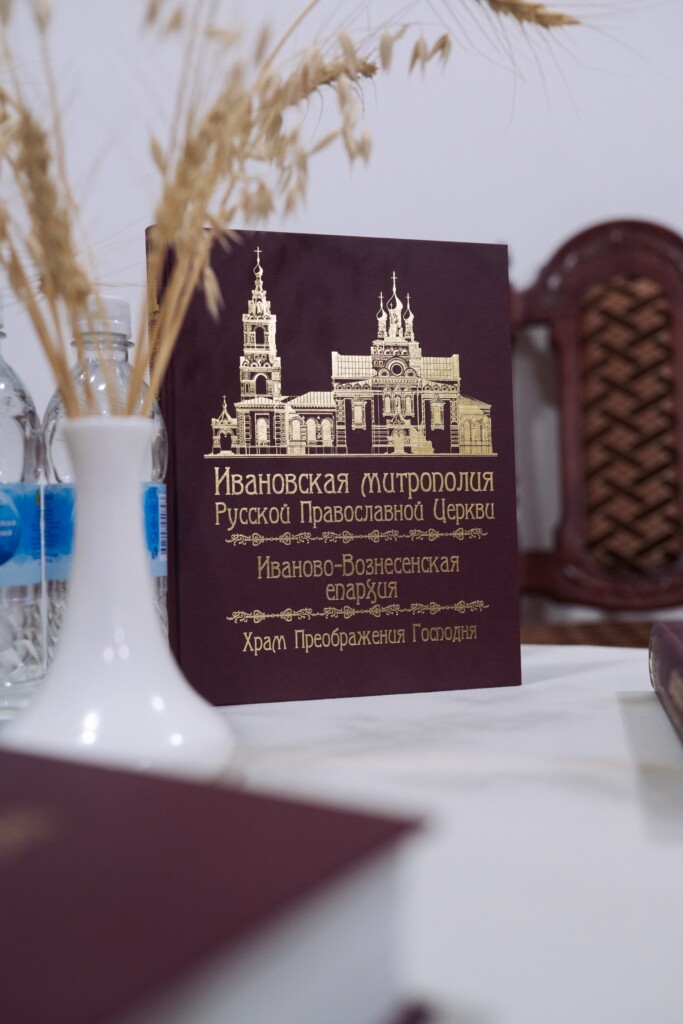 Ивановская митрополия
Русской Православной Церкви
Иваново-Вознесенская
епархия
Храм Преображения Господня